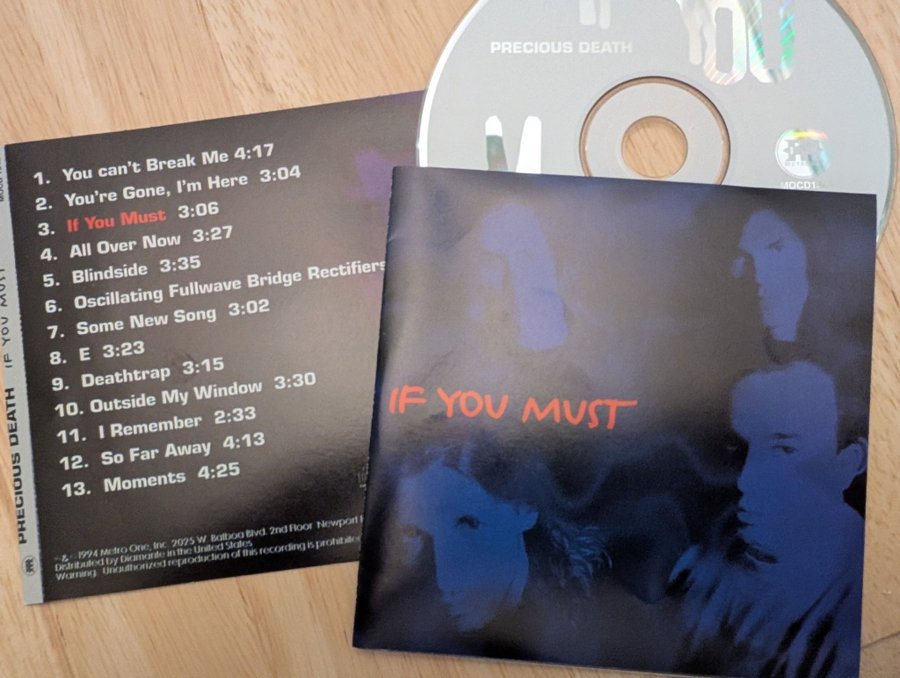 YOU
PRECIOUS DEATH
MOCD1
1. You can't Break Me 4:17
2. You're Gone, I'm Here 3:04
3. If You Must 3:06
4. All Over Now 3:27
5. Blindside 3:35
6. Oscillating Fullwave Bridge Rectifiers
7. Some New Song 3:02
8. E 3:23
9. Deathtrap 3:15
10. Outside My Window 3:30
11. I Remember 2:33
12. So Far Away 4:13
13. Moments 4:25
℗ & © 1994 Metro One, Inc. 2025 W. Balboa Blvd. 2nd Floor Newport
Distributed by Diamante in the United States
Warning: Unauthorized reproduction of this recording is prohibited
PRECIOUS DEATH IF YOU MUST
IF YOU MUST